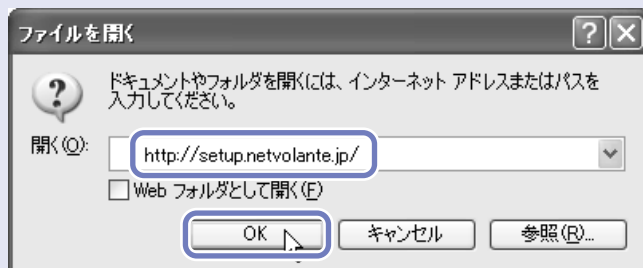 ファイルを開く
ドキュメントやフォルダを開くには、インターネット アドレスまたはパスを
入力してください。
開く(O):
http://setup.netvolante.jp/
Web フォルダとして開く(F)
OK
キャンセル
参照(R)...